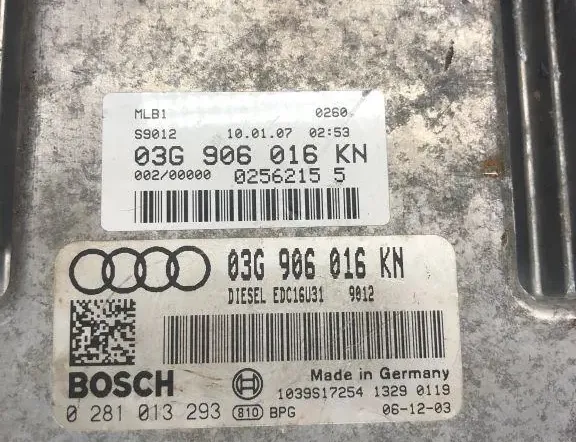 MLB1 0260
S9012 10.01.07 02:53
03G 906 016 KN
002/00000 0256215 5
03G 906 016 KN
DIESEL EDC16U31 9012
BOSCH Made in Germany
1039S17254 1329 0119
0 281 013 293 810 BPG 06-12-03